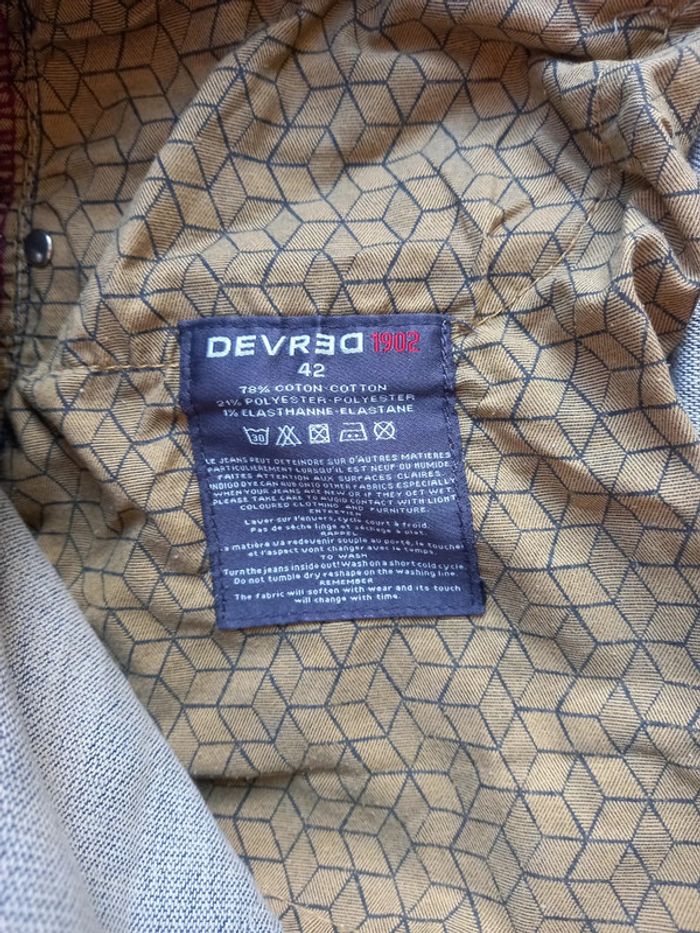 DEVRED 1902
42
78% COTON-COTTON
21% POLYESTER-POLYESTER
1% ELASTHANNE-ELASTANE
30
LE JEANS PEUT DETEINDRE SUR D'AUTRES MATIERES
PARTICULIEREMENT LORSQU'IL EST NEUF OU HUMIDE.
FAITES ATTENTION AUX SURFACES CLAIRES.
INDIGO DYE CAN RUB ONTO OTHER FABRICS ESPECIALLY
WHEN YOUR JEANS ARE NEW OR IF THEY GET WET
PLEASE TAKE CARE TO AVOID CONTACT WITH LIGHT
COLOURED CLOTHING OR FURNITURE.
ENTRETIEN
Laver sur l'envers, cycle court à froid.
Pas de sèche linge et séchage à plat
RAPPEL
La matière va redevenir souple au porté, le toucher
et l'aspect vont changer avec le temps.
TO WASH
Turn the jeans inside out! Wash on a short cold cycle
Do not tumble dry reshape on the washing line.
REMEMBER
The fabric will soften with wear and its touch
will change with time.